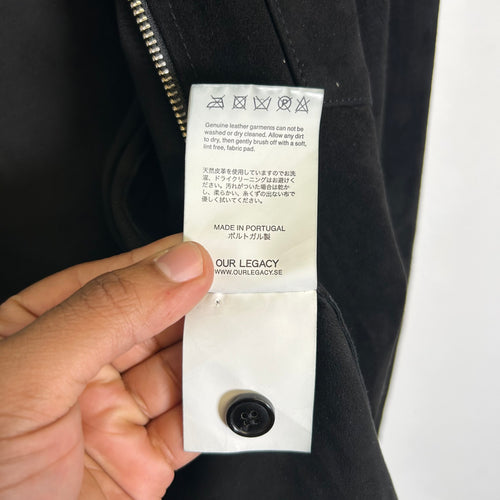 Genuine leather garments can not be
washed or dry cleaned. Allow any dirt
to dry, then gently brush off with a soft,
lint free, fabric pad.
天然皮革を使用していますのでお洗
濯、ドライクリーニングはお避けく
ださい。汚れがついた場合は乾か
し、柔らかい、糸くずの出ない布で
優しく拭いてください。
MADE IN PORTUGAL
ポルトガル製
OUR LEGACY
WWW.OURLEGACY.SE